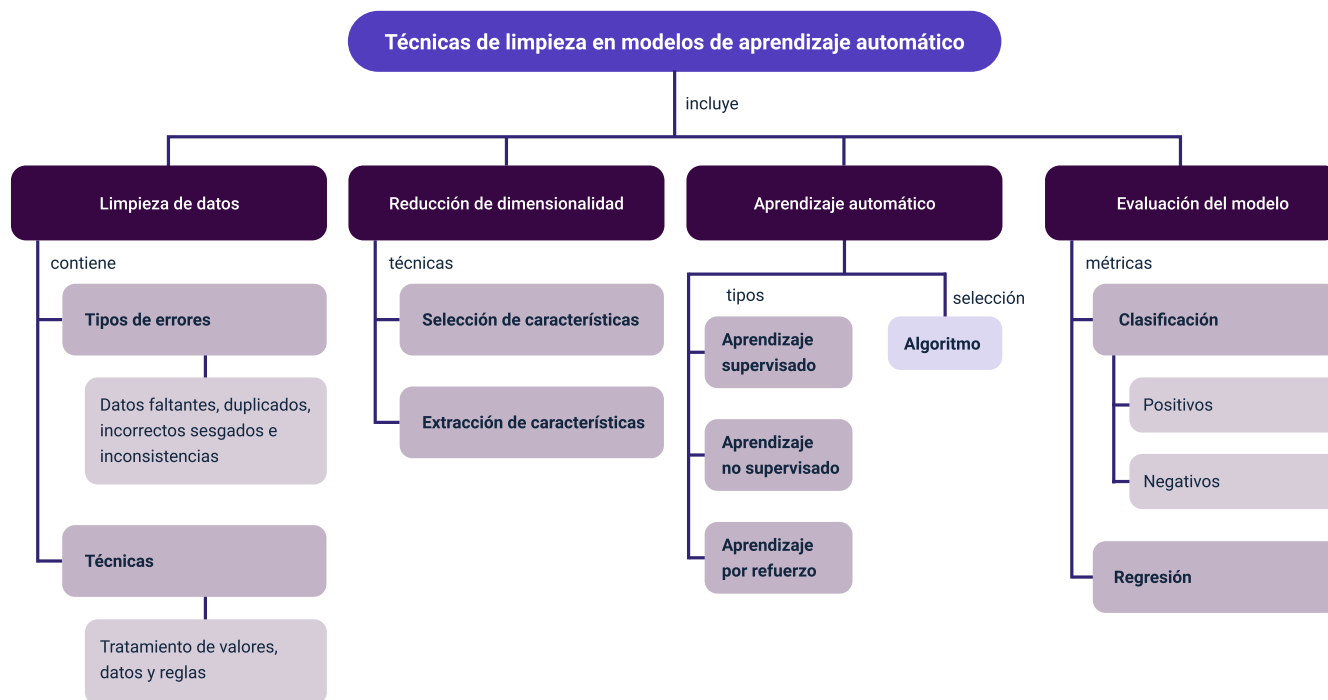 Técnicas de limpieza en modelos de aprendizaje automático
incluye
Limpieza de datos
Reducción de dimensionalidad
Aprendizaje automático
Evaluación del modelo
contiene
Tipos de errores
Datos faltantes, duplicados,
incorrectos sesgados e
inconsistencias
Técnicas
Tratamiento de valores,
datos y reglas
técnicas
Selección de características
Extracción de características
tipos
Aprendizaje
supervisado
Aprendizaje
no supervisado
Aprendizaje
por refuerzo
selección
Algoritmo
métricas
Clasificación
Positivos
Negativos
Regresión